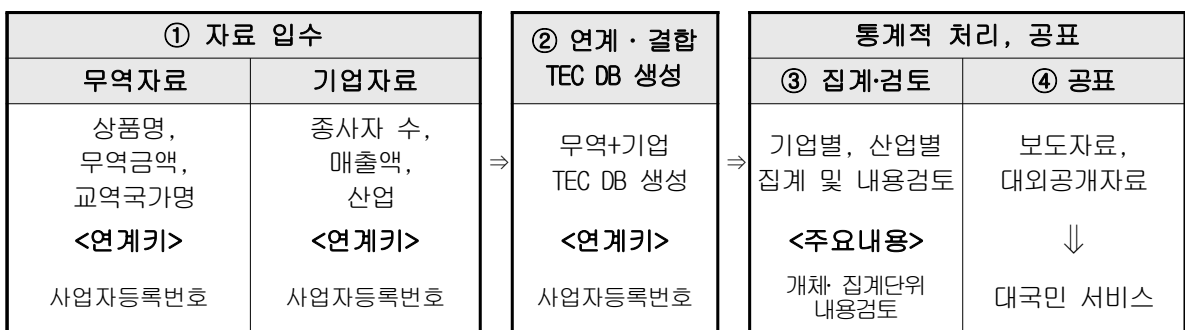 ① 자료 입수
무역자료
기업자료
상품명,
무역금액,
교역국가명
<연계키>
사업자등록번호
종사자 수,
매출액,
산업
<연계키>
사업자등록번호
⇒
② 연계·결합
TEC DB 생성
무역+기업
TEC DB 생성
<연계키>
사업자등록번호
⇒
통계적 처리, 공표
③ 집계·검토
④ 공표
기업별, 산업별
집계 및 내용검토
<주요내용>
개체· 집계단위
내용검토
보도자료,
대외공개자료
⇓
대국민 서비스